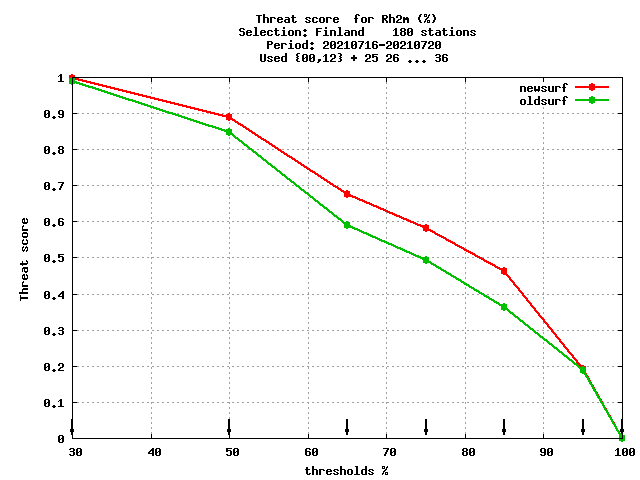 Threat score  for Rh2m (%)
Selection: Finland    180 stations
Period: 20210716-20210720
Used {00,12} + 25 26 ... 36
newsurf
oldsurf
1
0.9
0.8
0.7
0.6
0.5
0.4
0.3
0.2
0.1
0
Threat score
30 40 50 60 70 80 90 100
thresholds %